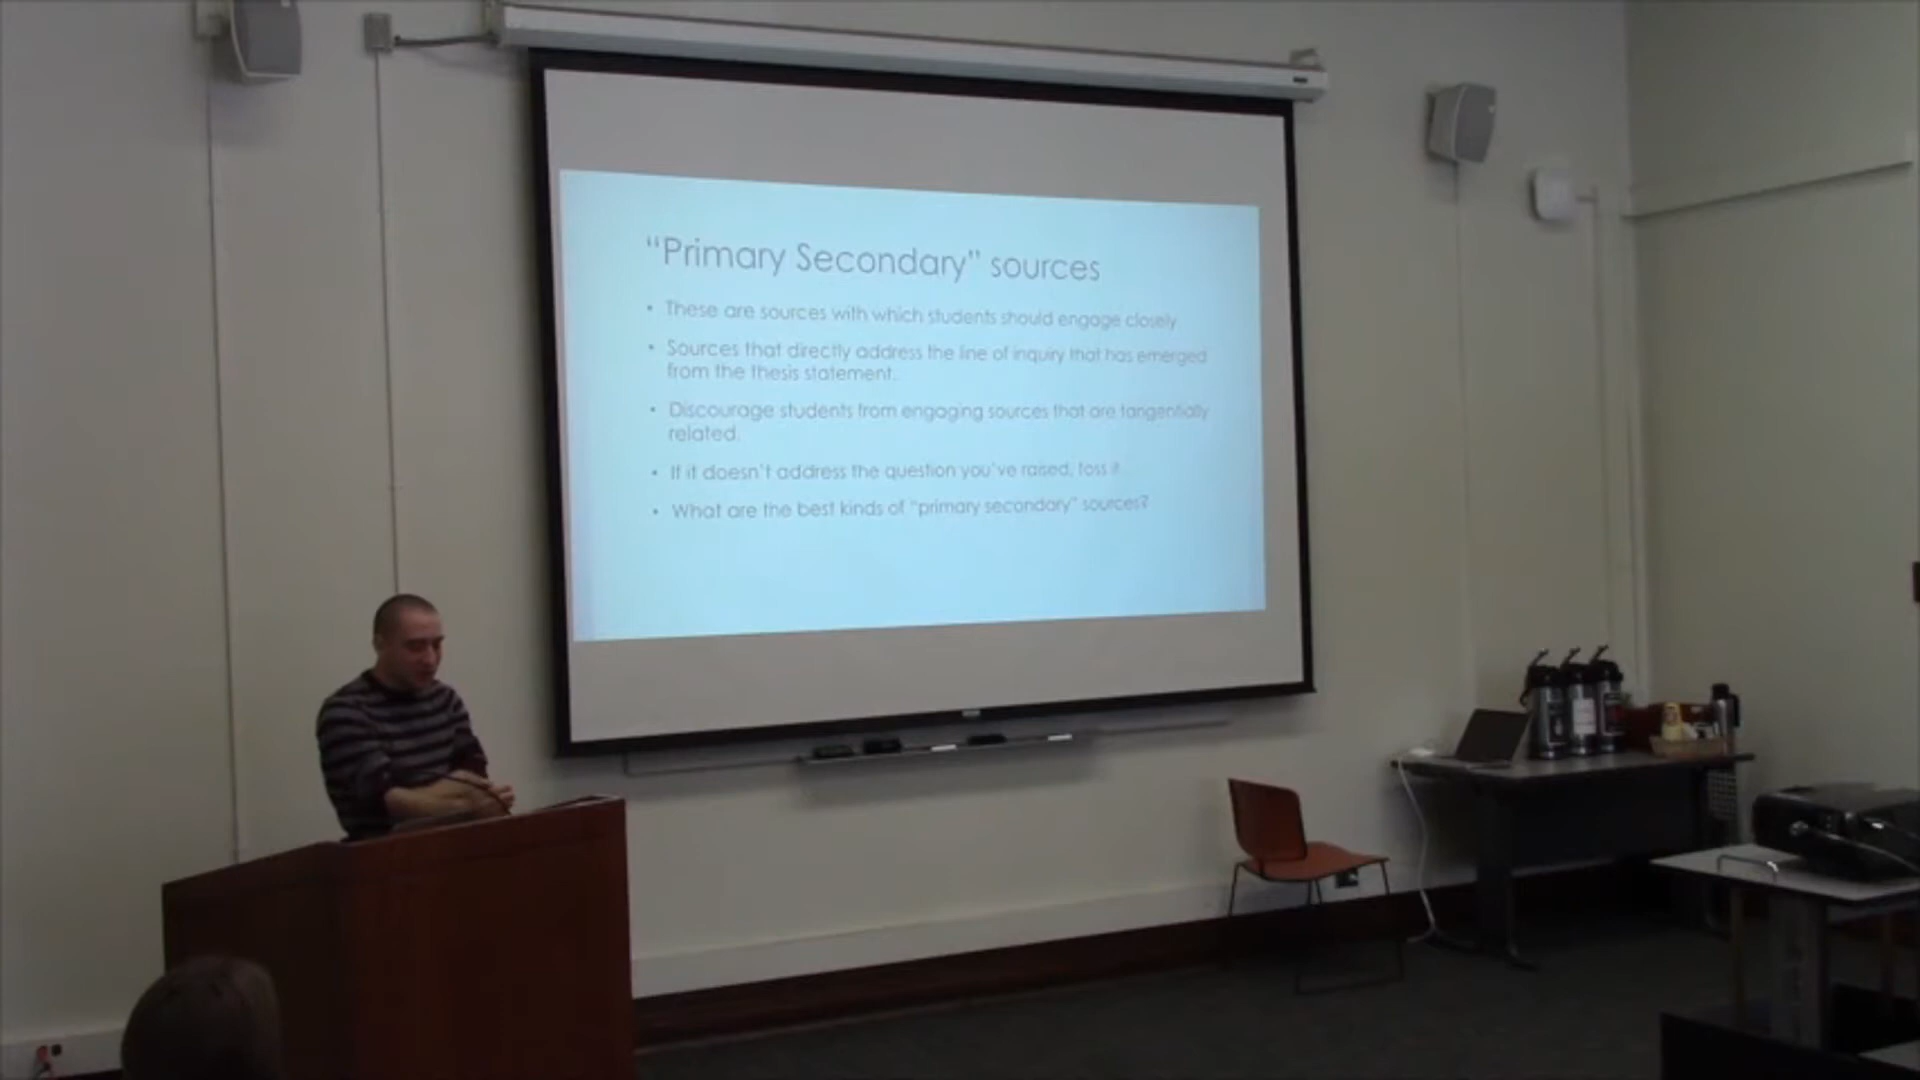 “Primary Secondary” sources
• These are sources with which students should engage closely
• Sources that directly address the line of inquiry that has emerged
from the thesis statement.
• Discourage students from engaging sources that are tangentially
related.
• If it doesn’t address the question you’ve raised, toss it.
• What are the best kinds of “primary secondary” sources?